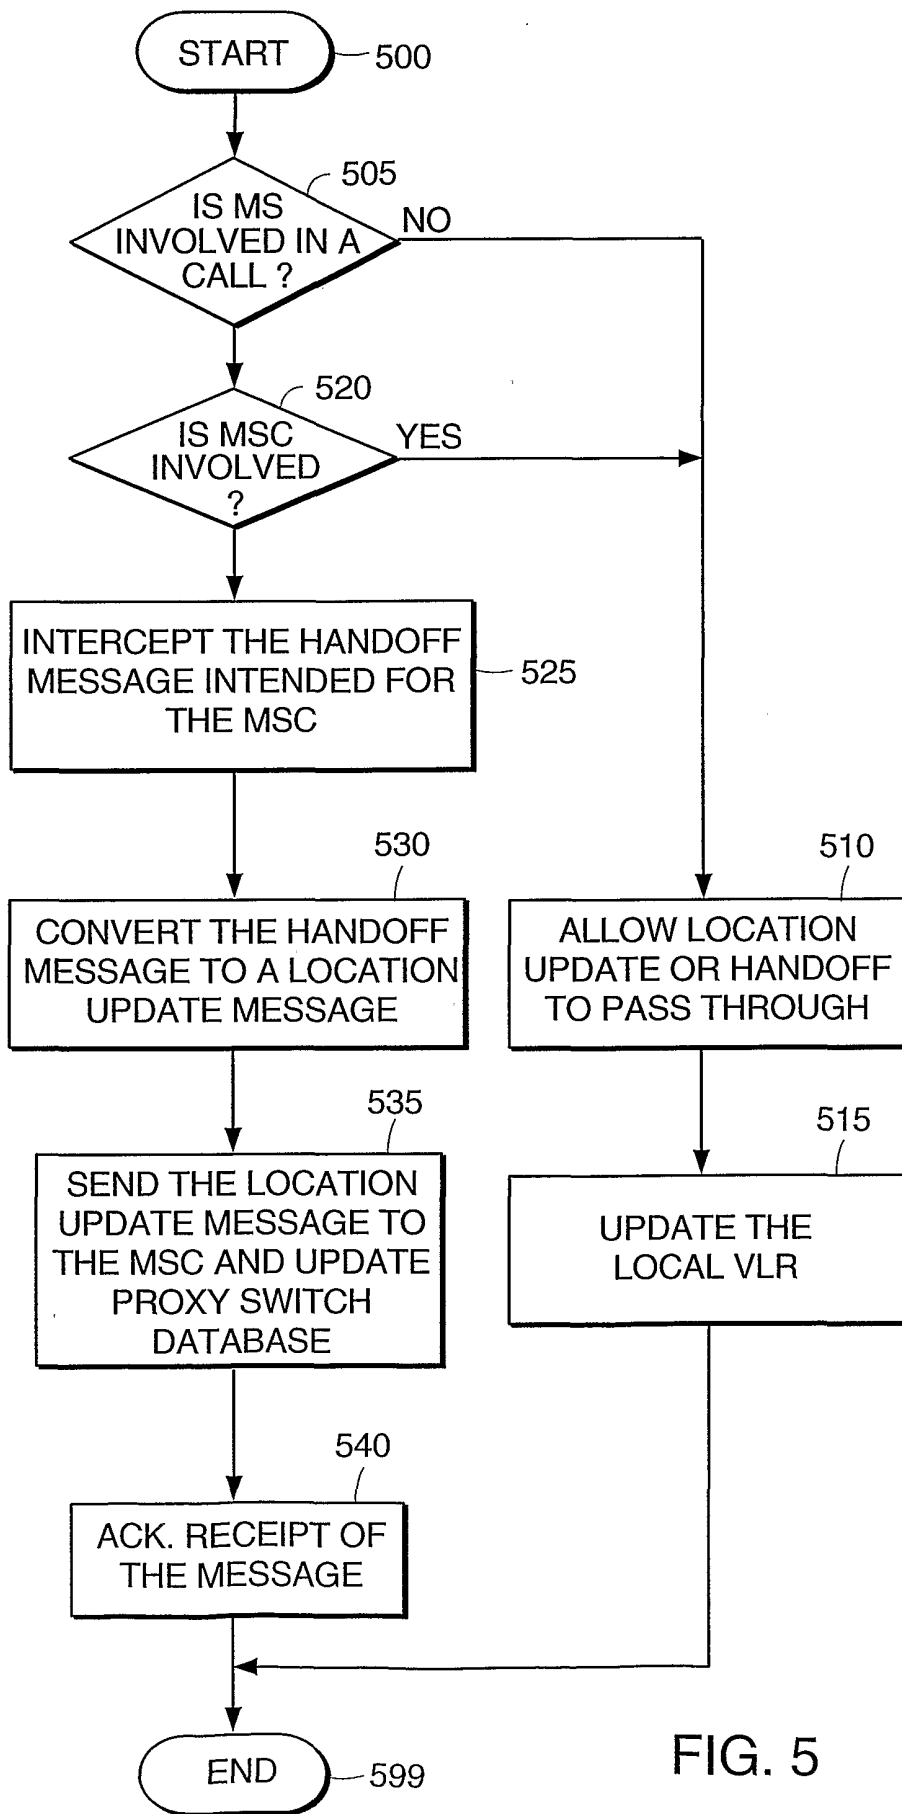 START
500
505
IS MS
INVOLVED IN A
CALL ?
NO
520
IS MSC
INVOLVED
?
YES
INTERCEPT THE HANDOFF
MESSAGE INTENDED FOR
THE MSC
525
530
CONVERT THE HANDOFF
MESSAGE TO A LOCATION
UPDATE MESSAGE
510
ALLOW LOCATION
UPDATE OR HANDOFF
TO PASS THROUGH
535
SEND THE LOCATION
UPDATE MESSAGE TO
THE MSC AND UPDATE
PROXY SWITCH
DATABASE
515
UPDATE THE
LOCAL VLR
540
ACK. RECEIPT OF
THE MESSAGE
END
599
FIG. 5